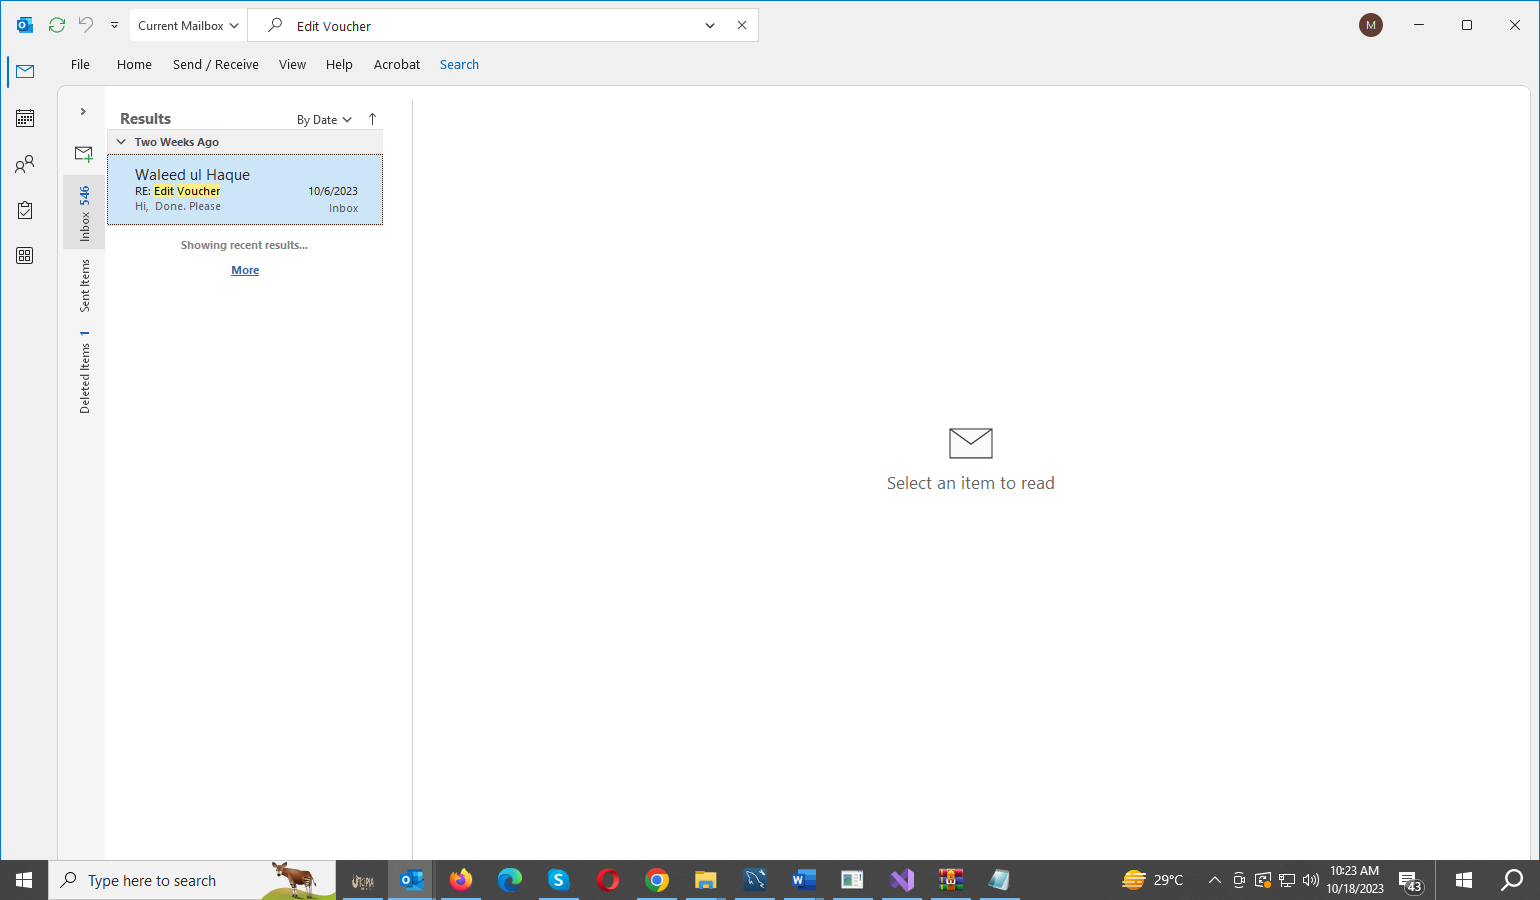 Current Mailbox
Edit Voucher
M
File Home Send / Receive View Help Acrobat Search
Results
By Date
Two Weeks Ago
Waleed ul Haque
RE: Edit Voucher 10/6/2023
Hi, Done. Please Inbox
Showing recent results...
More
Inbox 546
Sent Items
Deleted Items 1
Select an item to read
Type here to search
UTOPIA
29°C
10:23 AM
10/18/2023
43